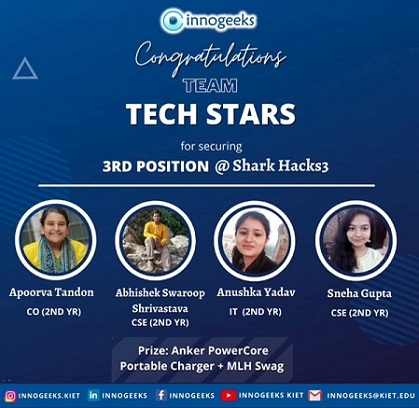 innogeeks
Congratulations
TEAM
TECH STARS
for securing
3RD POSITION @ Shark Hacks3
Apoorva Tandon
CO (2ND YR)
Abhishek Swaroop
Shrivastava
CSE (2ND YR)
Anushka Yadav
IT (2ND YR)
Sneha Gupta
CSE (2ND YR)
Prize: Anker PowerCore
Portable Charger + MLH Swag
INNOGEEKS.KIET in INNOGEEKS f INNOGEEKS INNOGEEKS KIET INNOGEEKS@KIET.EDU